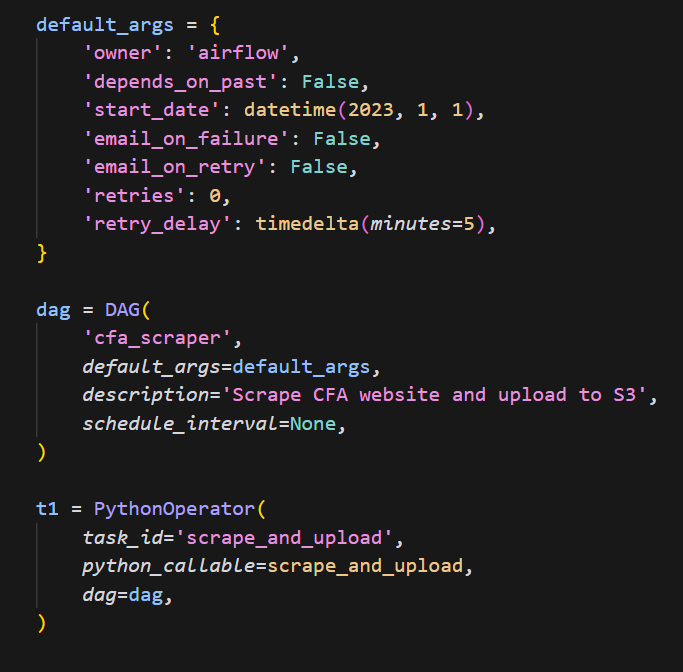 default_args = {
    'owner': 'airflow',
    'depends_on_past': False,
    'start_date': datetime(2023, 1, 1),
    'email_on_failure': False,
    'email_on_retry': False,
    'retries': 0,
    'retry_delay': timedelta(minutes=5),
}

dag = DAG(
    'cfa_scraper',
    default_args=default_args,
    description='Scrape CFA website and upload to S3',
    schedule_interval=None,
)

t1 = PythonOperator(
    task_id='scrape_and_upload',
    python_callable=scrape_and_upload,
    dag=dag,
)